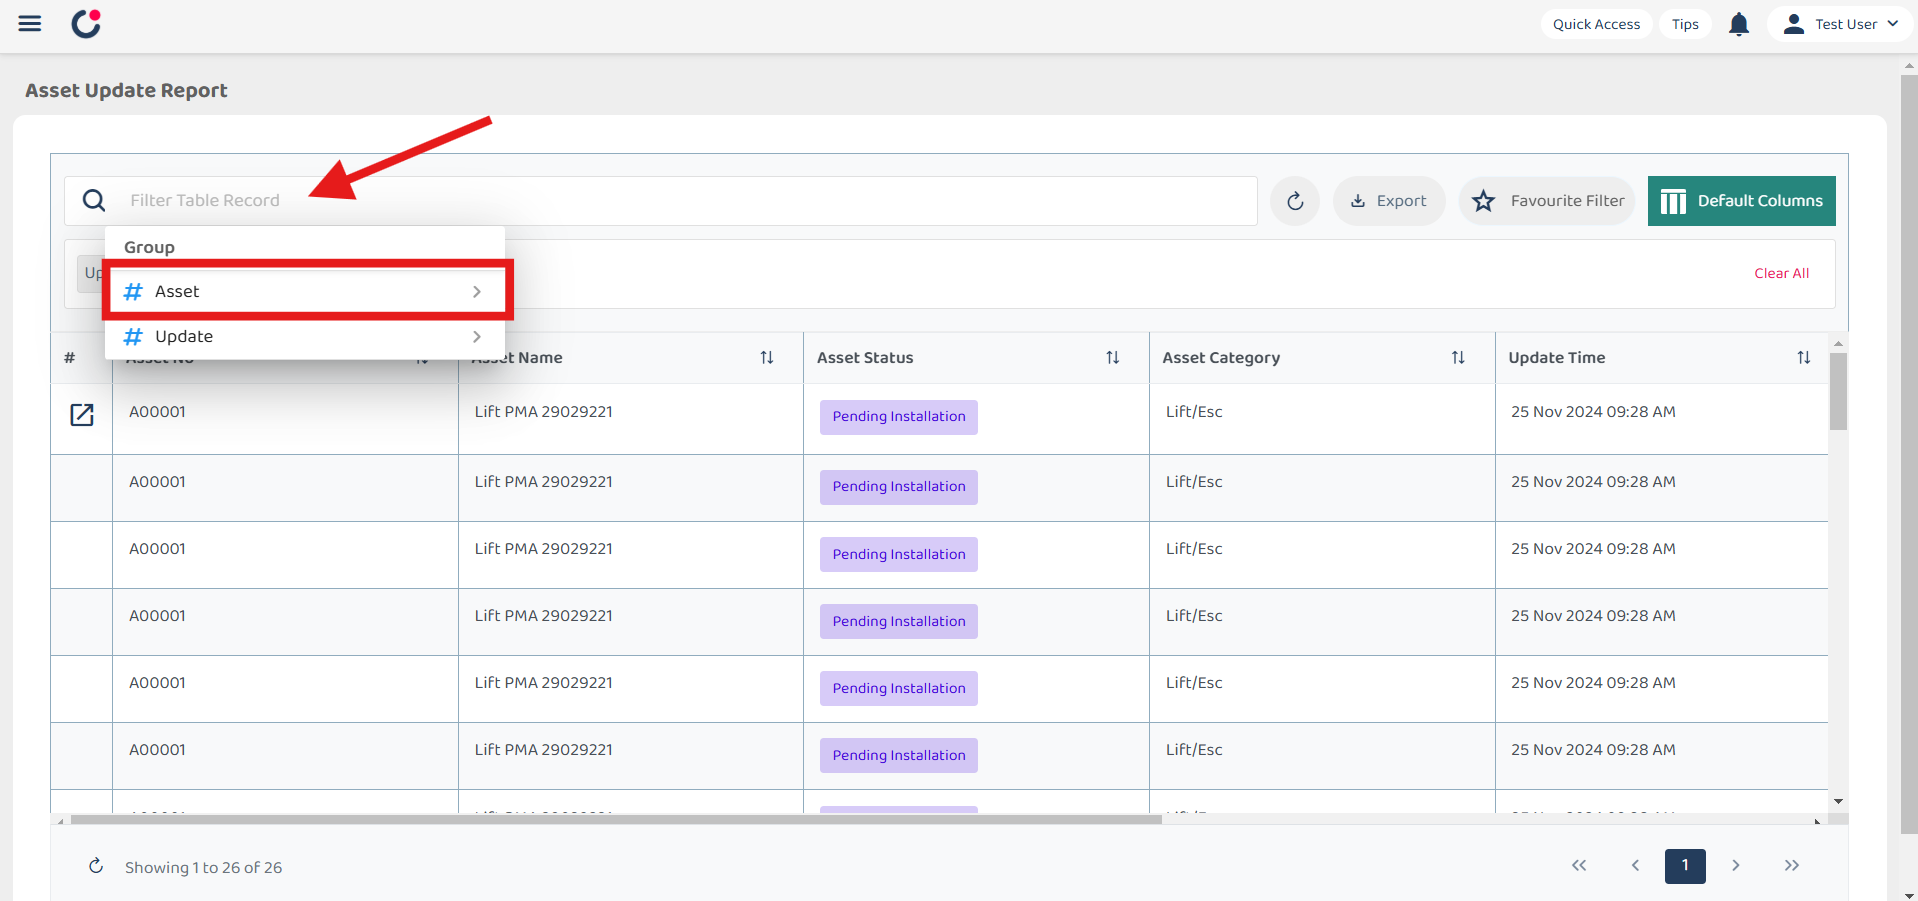 Quick Access
Tips
Test User
Asset Update Report
Filter Table Record
Export
Favourite Filter
Default Columns
Group
Up
Clear All
# Asset
# Update
#
Asset No
Asset Name
Asset Status
Asset Category
Update Time
A00001 Lift PMA 29029221 Pending Installation Lift/Esc 25 Nov 2024 09:28 AM
A00001 Lift PMA 29029221 Pending Installation Lift/Esc 25 Nov 2024 09:28 AM
A00001 Lift PMA 29029221 Pending Installation Lift/Esc 25 Nov 2024 09:28 AM
A00001 Lift PMA 29029221 Pending Installation Lift/Esc 25 Nov 2024 09:28 AM
A00001 Lift PMA 29029221 Pending Installation Lift/Esc 25 Nov 2024 09:28 AM
A00001 Lift PMA 29029221 Pending Installation Lift/Esc 25 Nov 2024 09:28 AM
Showing 1 to 26 of 26
1